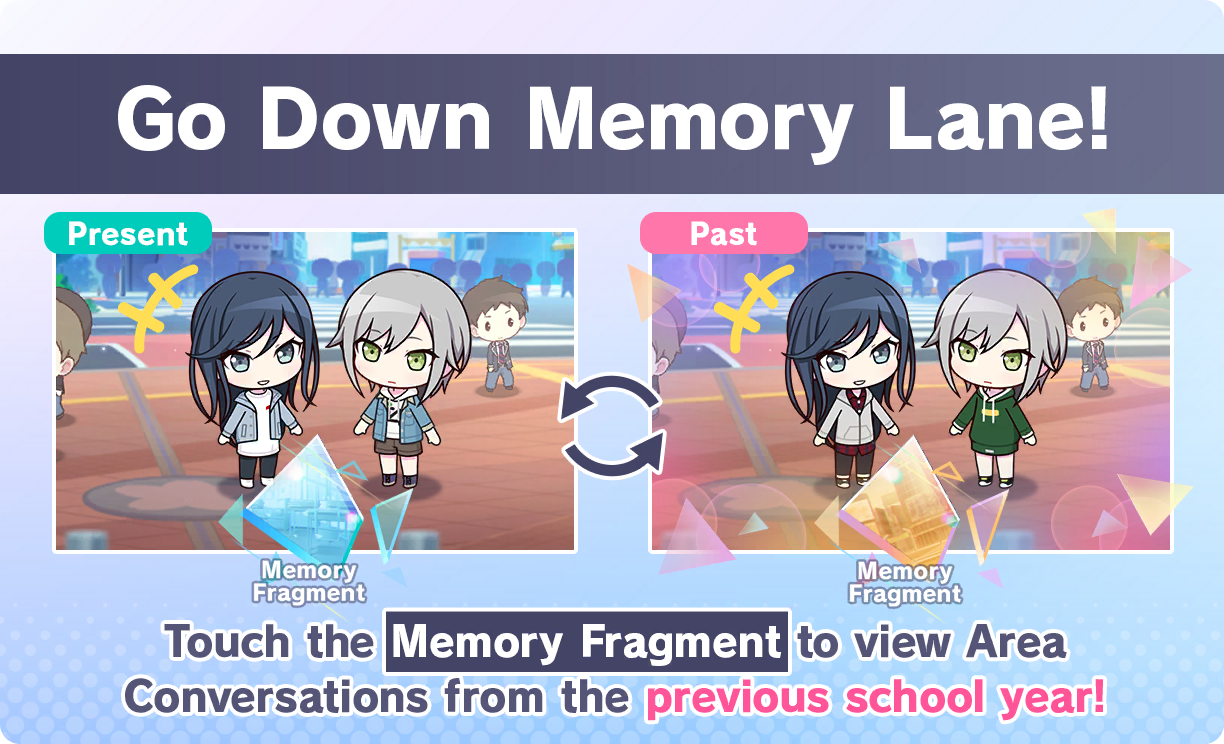 Go Down Memory Lane!
Present
Past
Memory
Fragment
Memory
Fragment
Touch the Memory Fragment to view Area
Conversations from the previous school year!